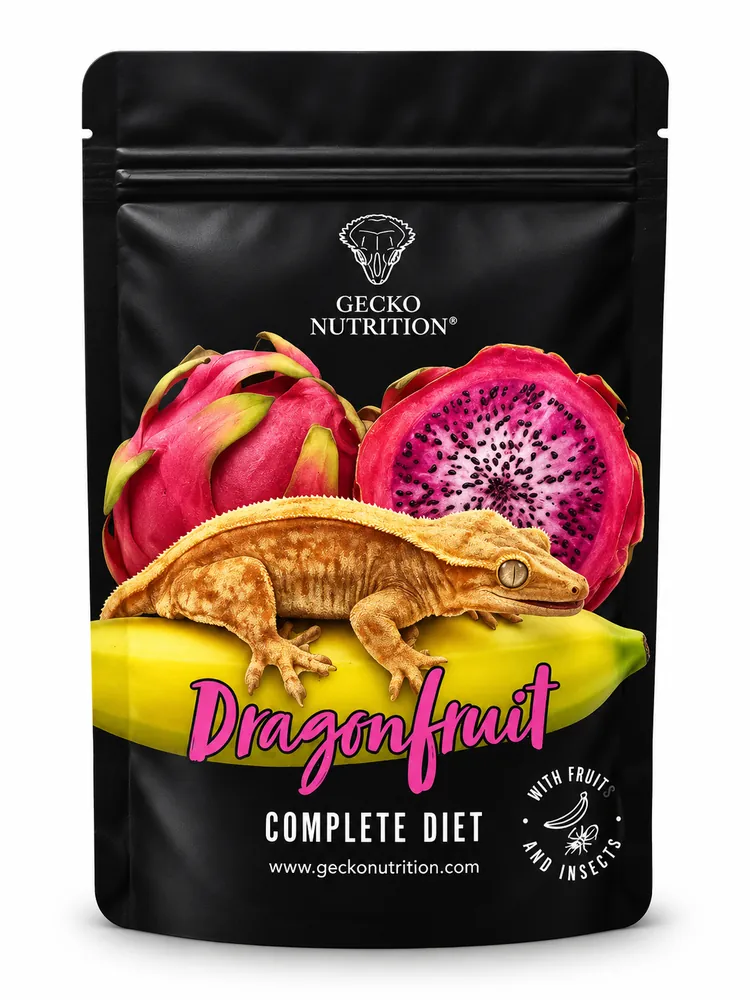 GECKO
NUTRITION®
Dragonfruit
COMPLETE DIET
www.geckonutrition.com
WITH FRUITS
AND INSECTS